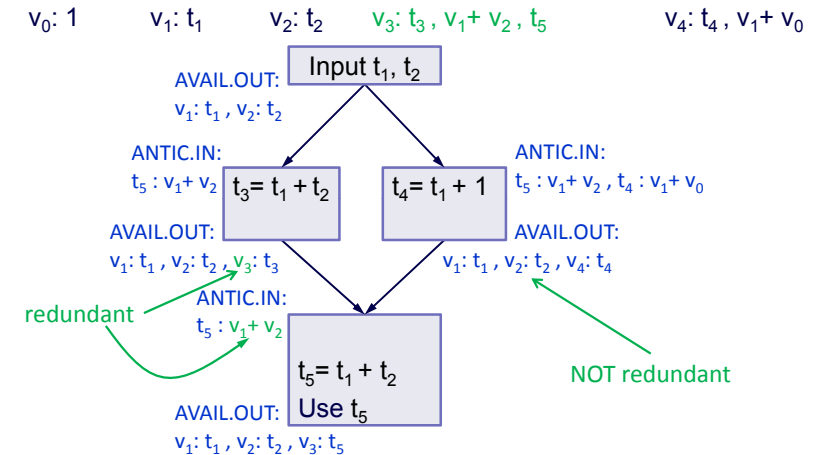 v₀: 1 v₁: t₁ v₂: t₂ v₃: t₃ , v₁+ v₂ , t₅ v₄: t₄ , v₁+ v₀
Input t₁, t₂
AVAIL.OUT:
v₁: t₁ , v₂: t₂
ANTIC.IN:
t₅ : v₁+ v₂
t₃= t₁ + t₂
t₄= t₁ + 1
ANTIC.IN:
t₅ : v₁+ v₂ , t₄ : v₁+ v₀
AVAIL.OUT:
v₁: t₁ , v₂: t₂ , v₃: t₃
AVAIL.OUT:
v₁: t₁ , v₂: t₂ , v₄: t₄
redundant
ANTIC.IN:
t₅ : v₁+ v₂
t₅= t₁ + t₂
Use t₅
NOT redundant
AVAIL.OUT:
v₁: t₁ , v₂: t₂ , v₃: t₅